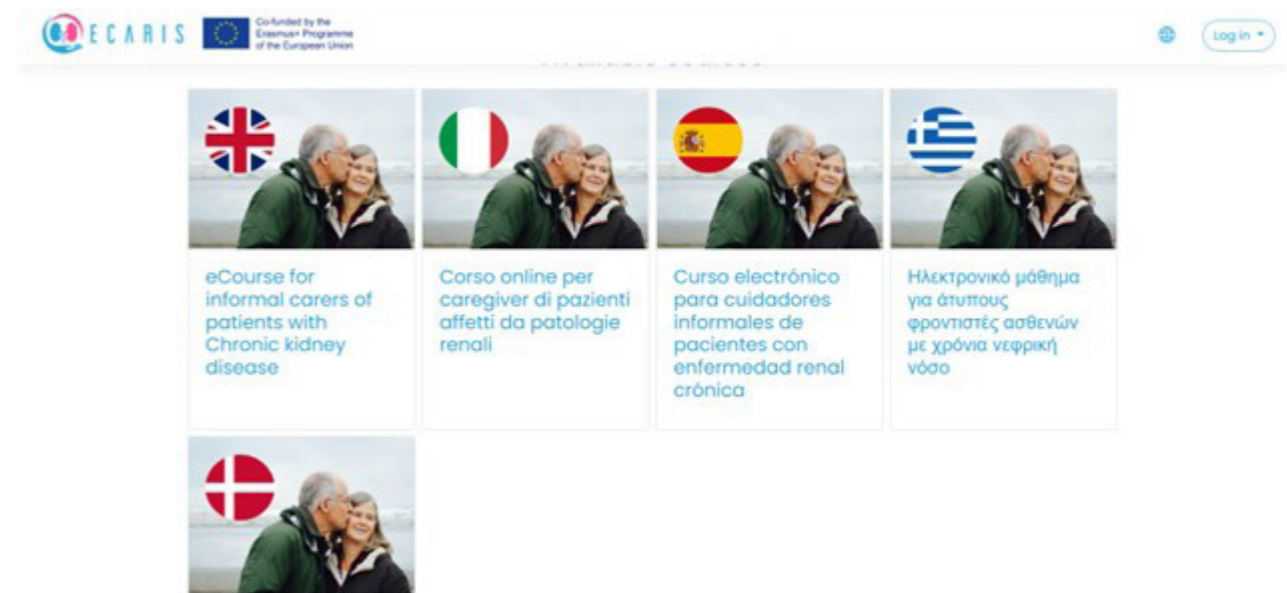 ECARIS
Co-funded by the
Erasmus+ Programme
of the European Union
Log in
eCourse for
informal carers of
patients with
Chronic kidney
disease
Corso online per
caregiver di pazienti
affetti da patologie
renali
Curso electrónico
para cuidadores
informales de
pacientes con
enfermedad renal
crónica
Ηλεκτρονικό μάθημα
για άτυπους
φροντιστές ασθενών
με χρόνια νεφρική
νόσο